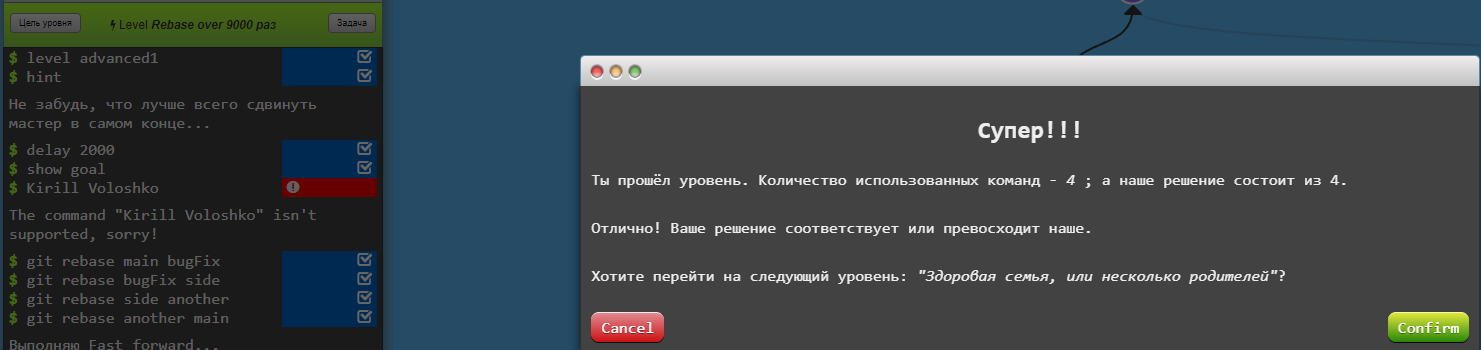 Цель уровня
Level Rebase over 9000 раз
Задача
$ level advanced1
$ hint
Не забудь, что лучше всего сдвинуть
мастер в самом конце...
$ delay 2000
$ show goal
$ Kirill Voloshko
The command "Kirill Voloshko" isn't
supported, sorry!
$ git rebase main bugFix
$ git rebase bugFix side
$ git rebase side another
$ git rebase another main
Выполняю Fast forward...
Супер!!!
Ты прошёл уровень. Количество использованных команд - 4 ; а наше решение состоит из 4.
Отлично! Ваше решение соответствует или превосходит наше.
Хотите перейти на следующий уровень: "Здоровая семья, или несколько родителей"?
Cancel
Confirm